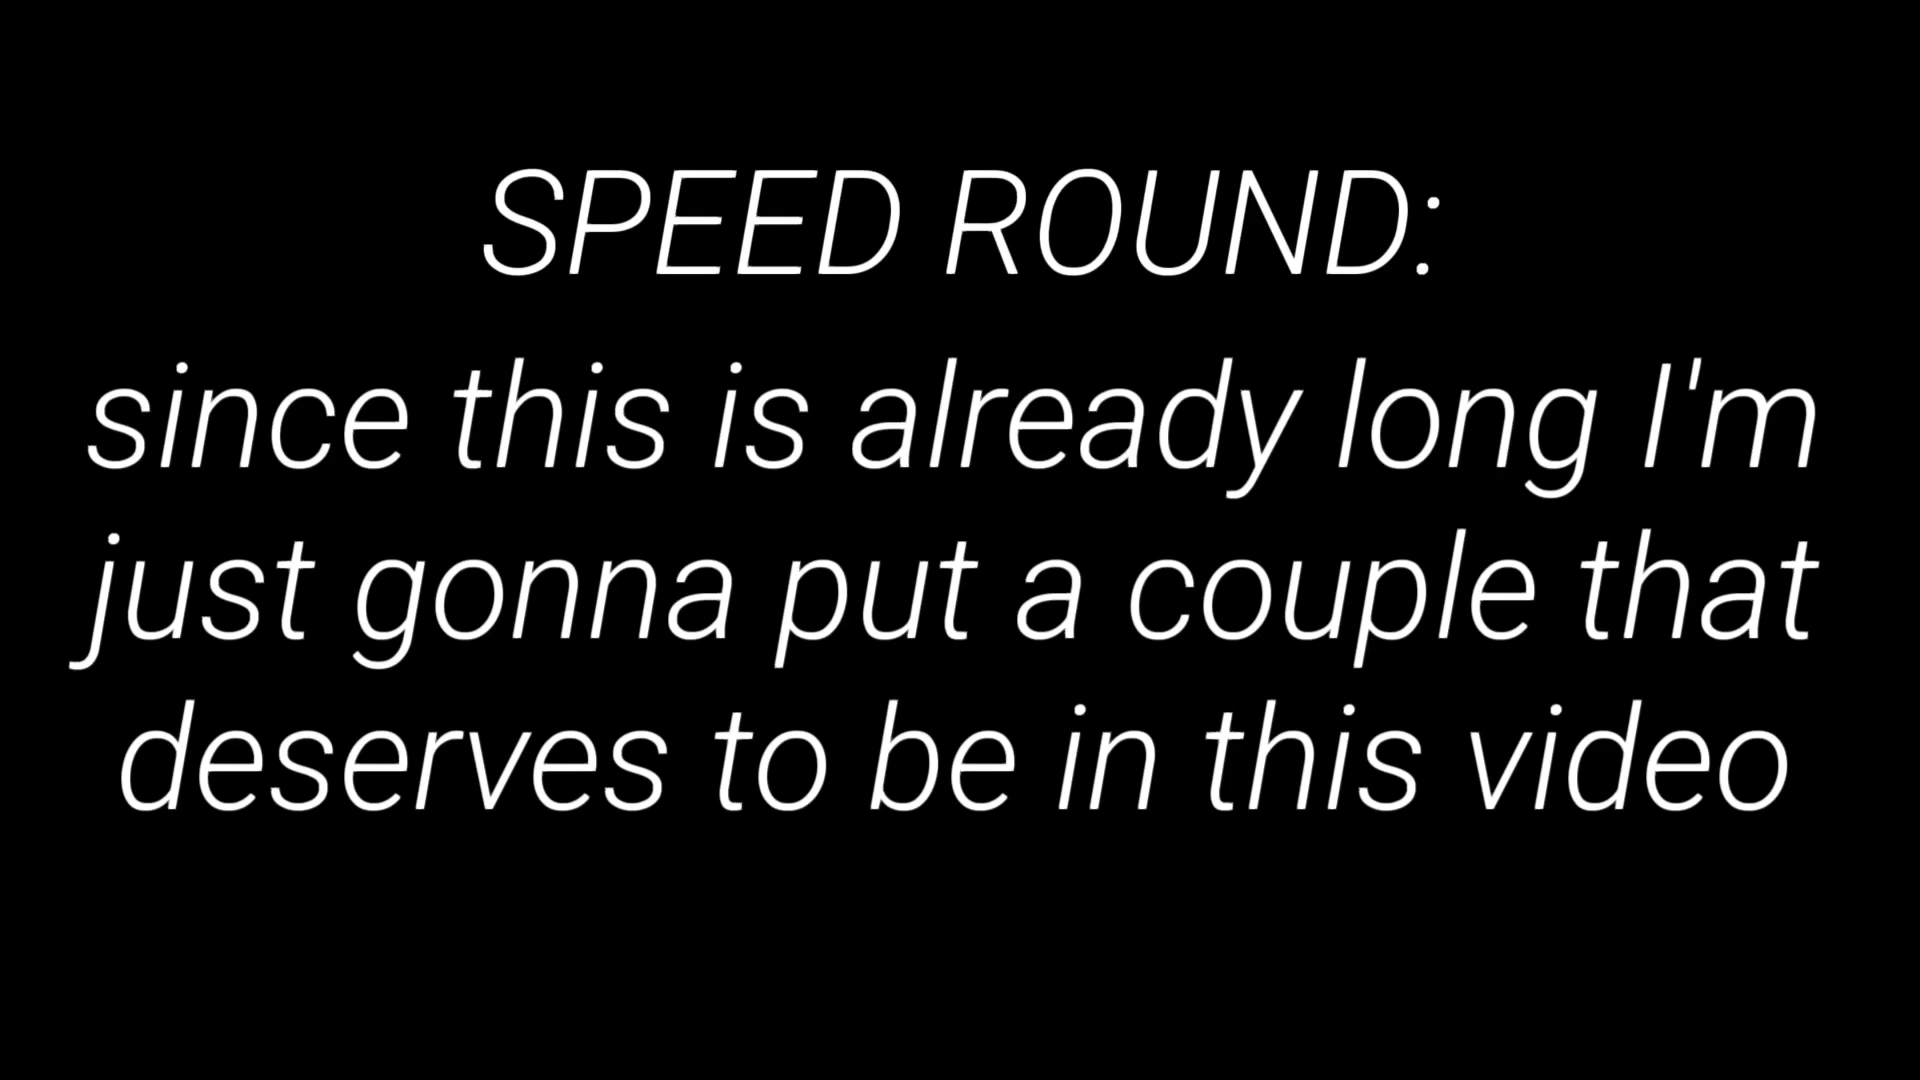 SPEED ROUND:
since this is already long I'm
just gonna put a couple that
deserves to be in this video